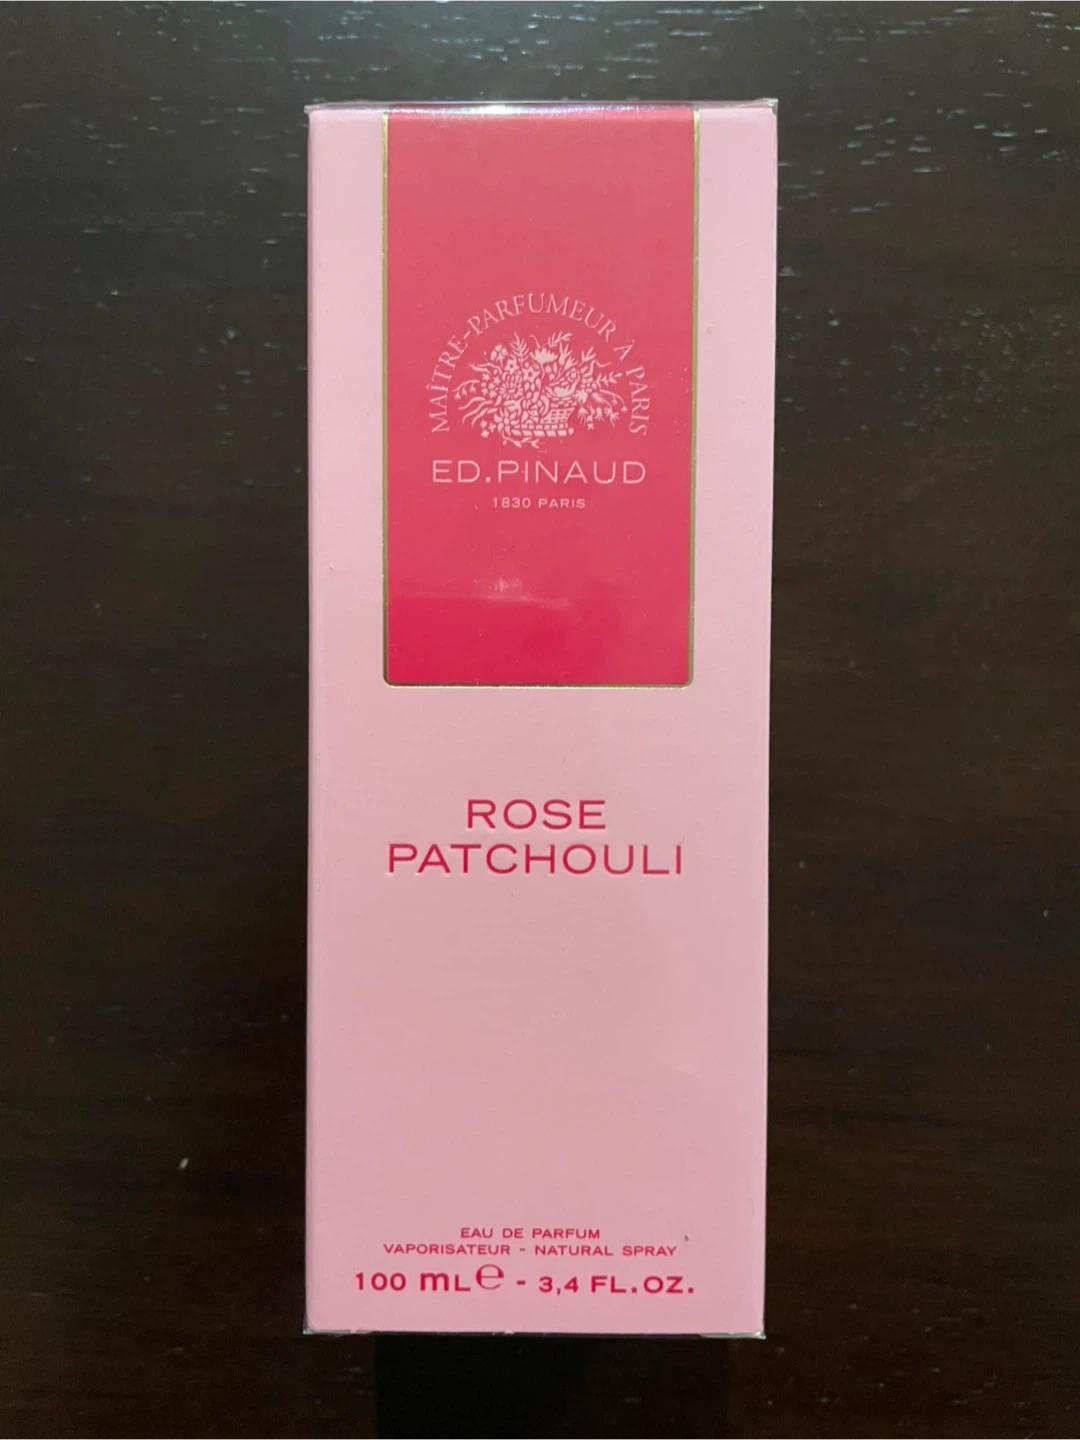 MAÎTRE-PARFUMEUR À PARIS
ED.PINAUD
1830 PARIS
ROSE
PATCHOULI
EAU DE PARFUM
VAPORISATEUR - NATURAL SPRAY
100 mL e - 3,4 FL.OZ.